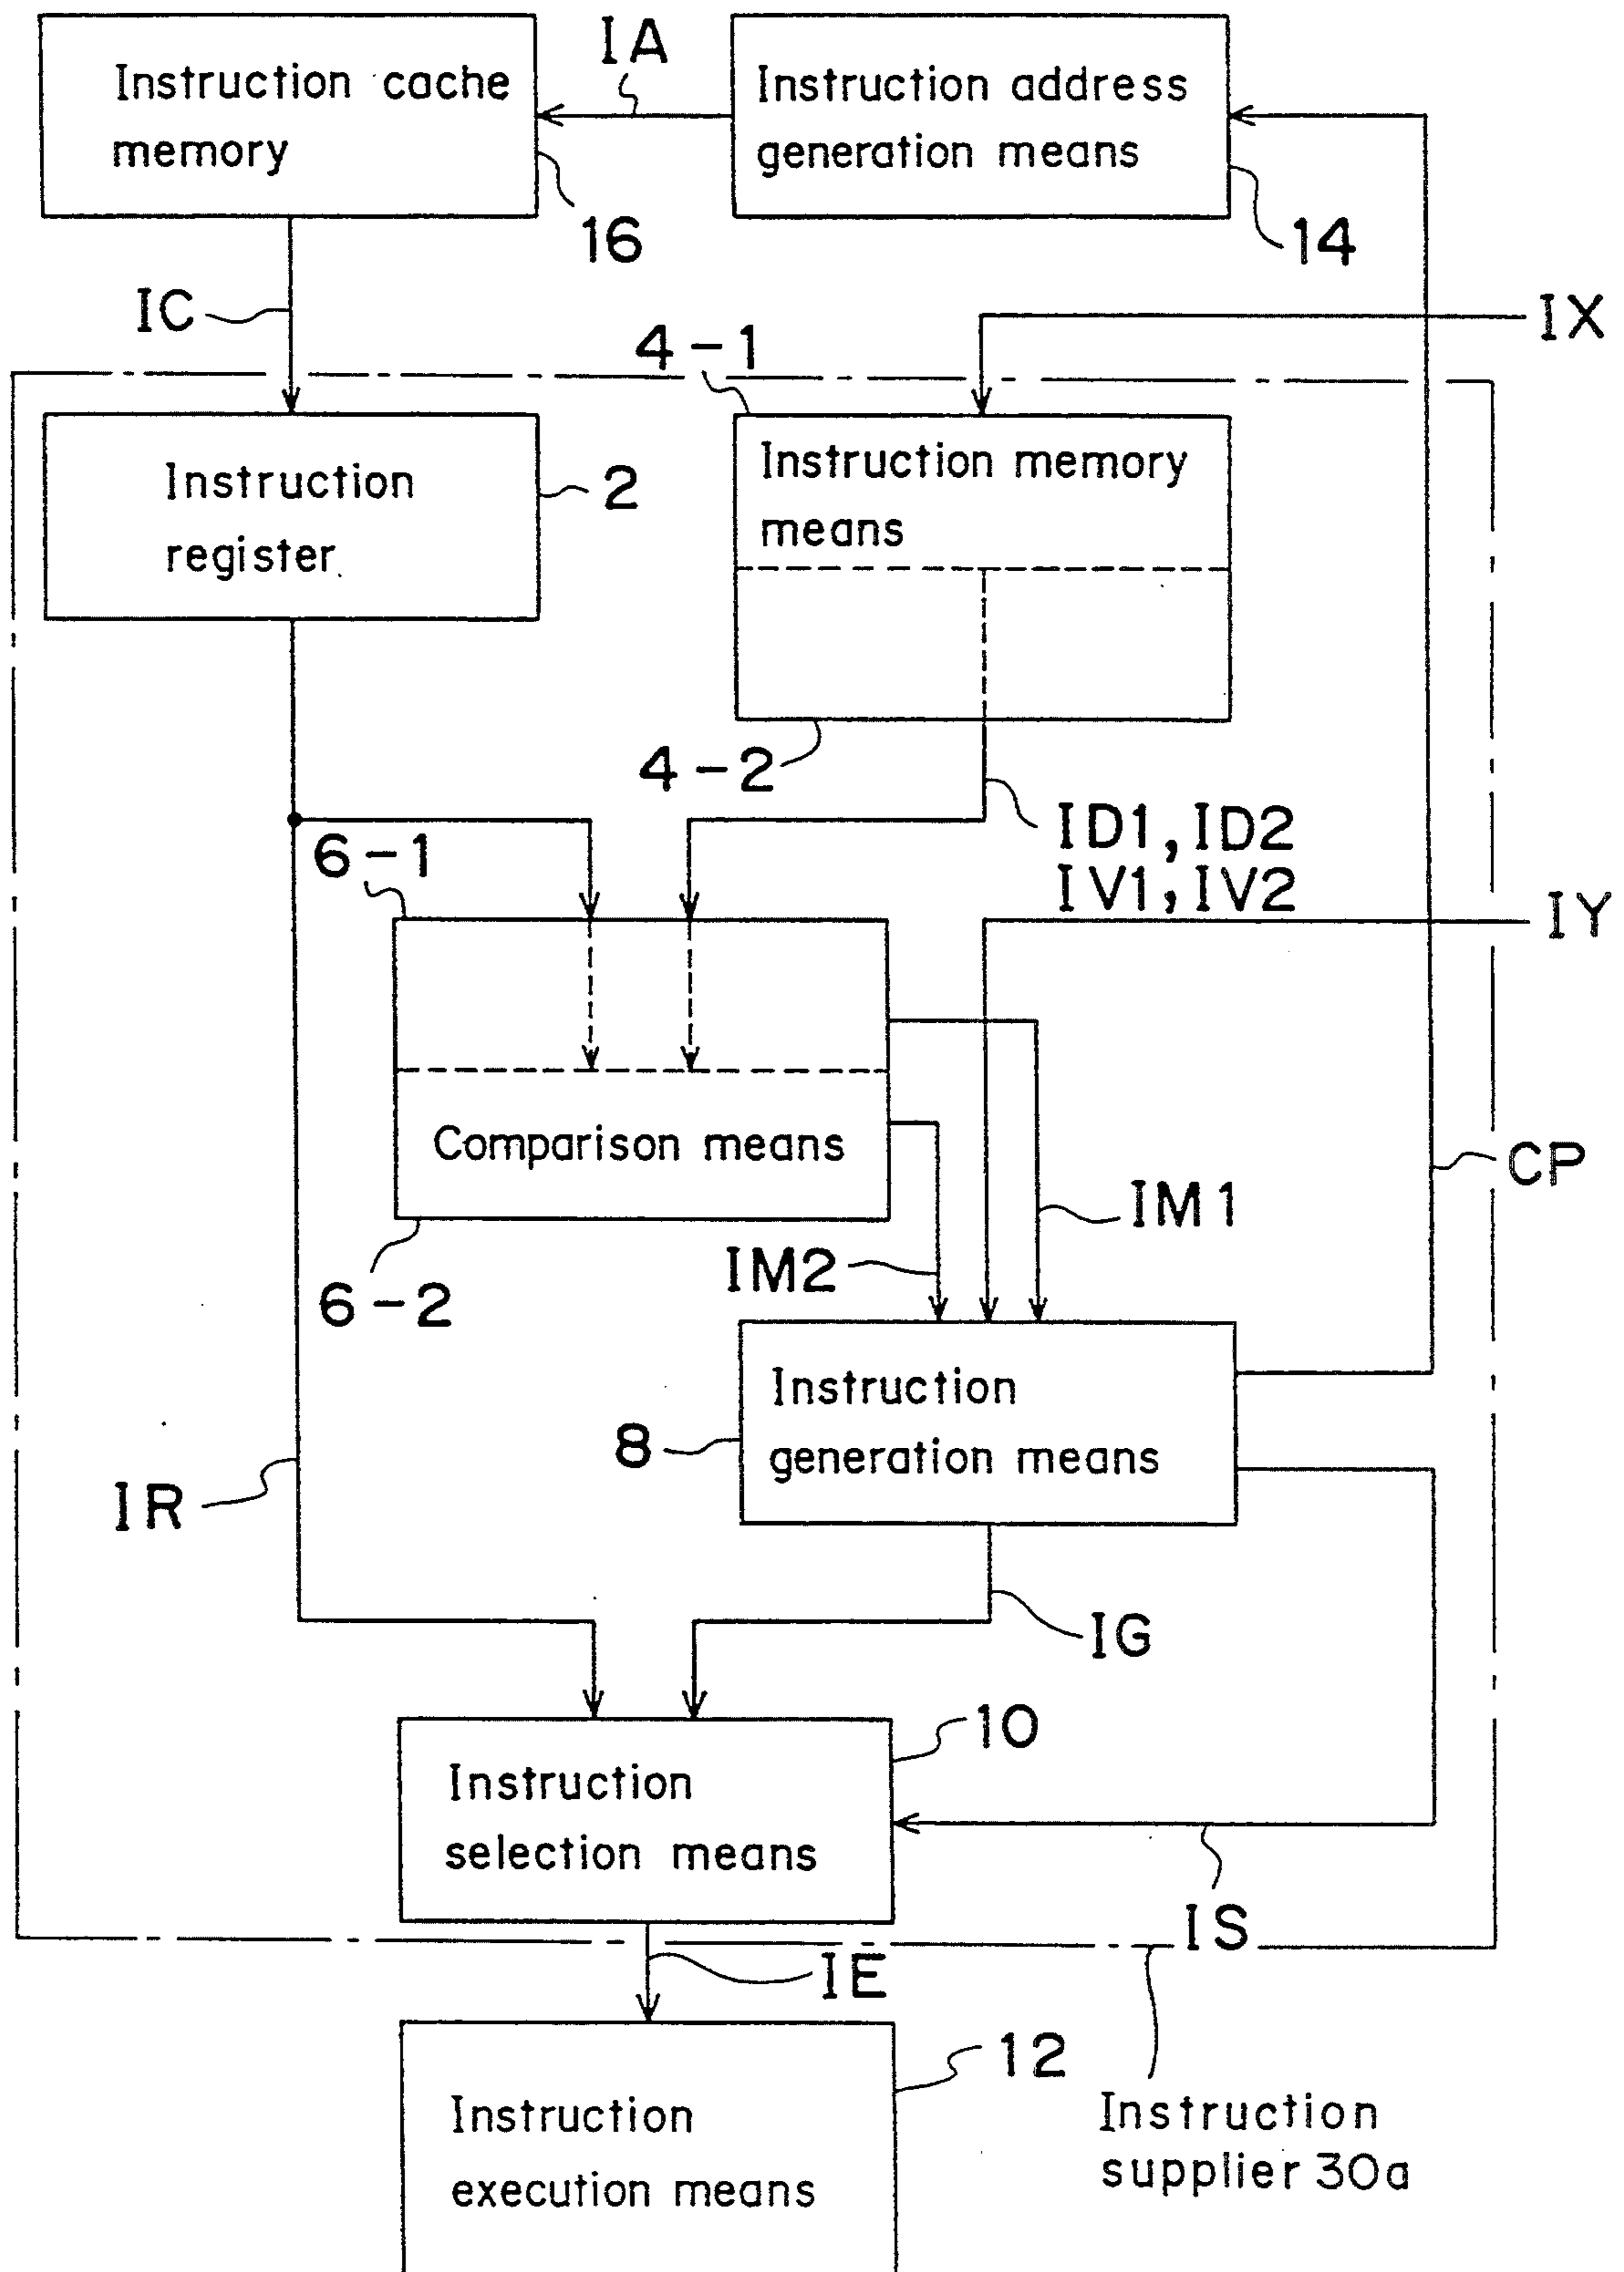 IA
Instruction cache
memory
Instruction address
generation means
16
14
IC
IX
4-1
Instruction
register
2
Instruction memory
means
4-2
ID1, ID2
IV1, IV2
6-1
IY
Comparison means
CP
IM1
IM2
6-2
Instruction
generation means
8
IR
IG
10
Instruction
selection means
IS
IE
12
Instruction
execution means
Instruction
supplier 30a